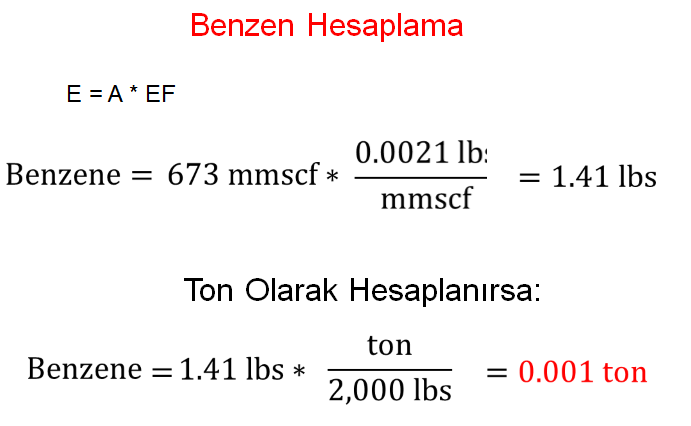 Benzen Hesaplama
E = A * EF
Benzene = 673 mmscf * 0.0021 lbs / mmscf = 1.41 lbs
Ton Olarak Hesaplanırsa:
Benzene = 1.41 lbs * ton / 2,000 lbs = 0.001 ton